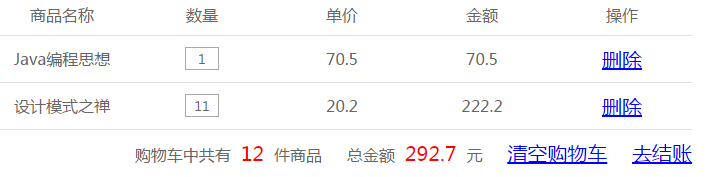 商品名称 数量 单价 金额 操作
Java编程思想 1 70.5 70.5 删除
设计模式之禅 11 20.2 222.2 删除
购物车中共有 12 件商品 总金额 292.7 元 清空购物车 去结账